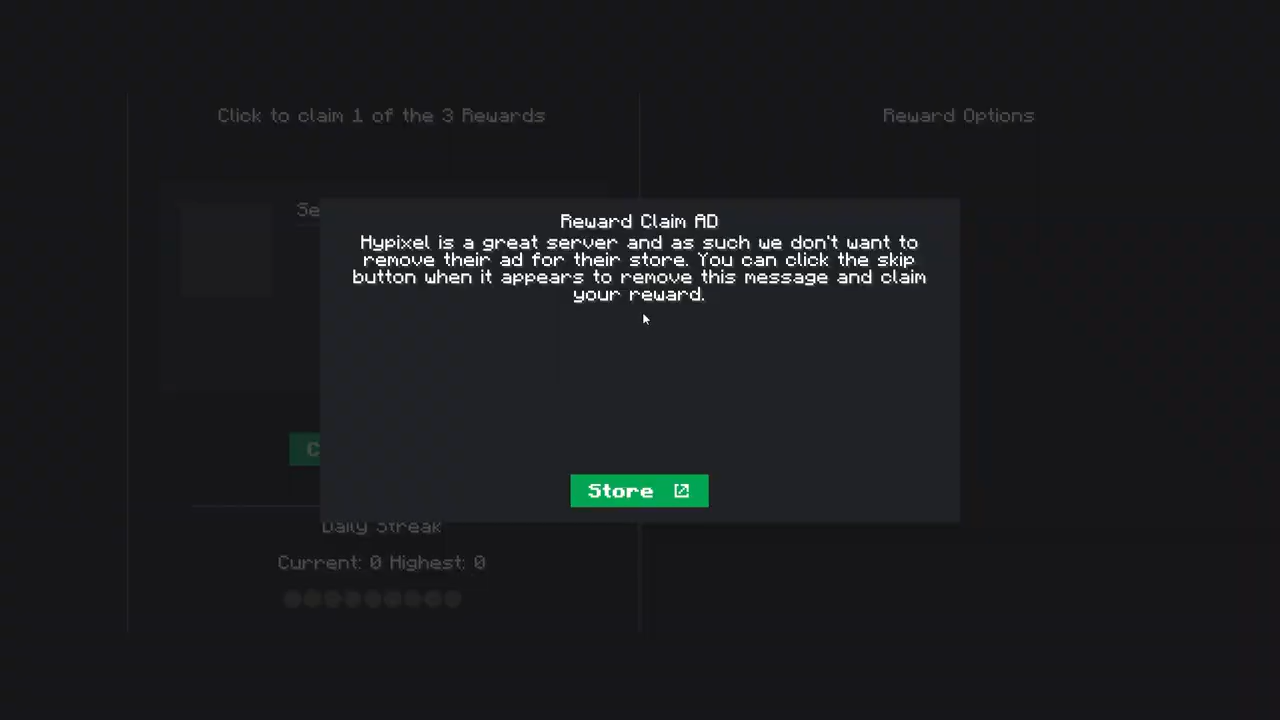 Click to claim 1 of the 3 Rewards
Reward Options
Se
Reward Claim AD
Hypixel is a great server and as such we don't want to
remove their ad for their store. You can click the skip
button when it appears to remove this message and claim
your reward.
C
Store
Daily Streak
Current: 0 Highest: 0